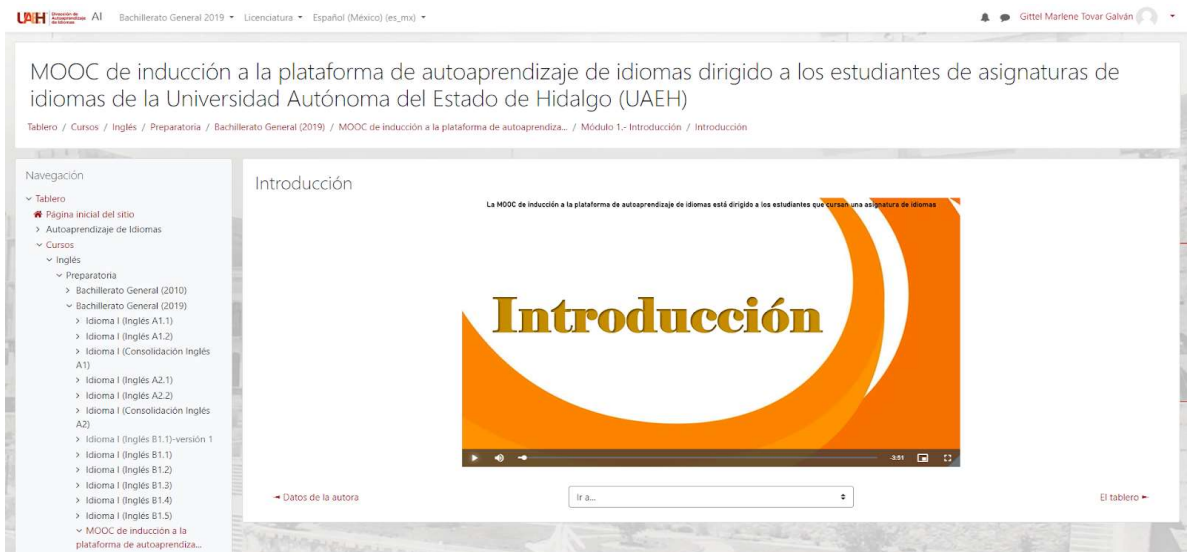 UAEH Dirección de Autoaprendizaje de Idiomas AI Bachillerato General 2019 Licenciatura Español (México) (es_mx) Gittel Marlene Tovar Galván
MOOC de inducción a la plataforma de autoaprendizaje de idiomas dirigido a los estudiantes de asignaturas de
idiomas de la Universidad Autónoma del Estado de Hidalgo (UAEH)
Tablero / Cursos / Inglés / Preparatoria / Bachillerato General (2019) / MOOC de inducción a la plataforma de autoaprendiza... / Módulo 1.- Introducción / Introducción
Navegación
Tablero
Página inicial del sitio
Autoaprendizaje de Idiomas
Cursos
Inglés
Preparatoria
Bachillerato General (2010)
Bachillerato General (2019)
Idioma I (Inglés A1.1)
Idioma I (Inglés A1.2)
Idioma I (Consolidación Inglés
A1)
Idioma I (Inglés A2.1)
Idioma I (Inglés A2.2)
Idioma I (Consolidación Inglés
A2)
Idioma I (Inglés B1.1)-versión 1
Idioma I (Inglés B1.1)
Idioma I (Inglés B1.2)
Idioma I (Inglés B1.3)
Idioma I (Inglés B1.4)
Idioma I (Inglés B1.5)
MOOC de inducción a la
plataforma de autoaprendiza...
Introducción
La MOOC de inducción a la plataforma de autoaprendizaje de idiomas está dirigido a los estudiantes que cursan una asignatura de idiomas
Introducción
-3:51
◄ Datos de la autora
Ir a...
El tablero ►